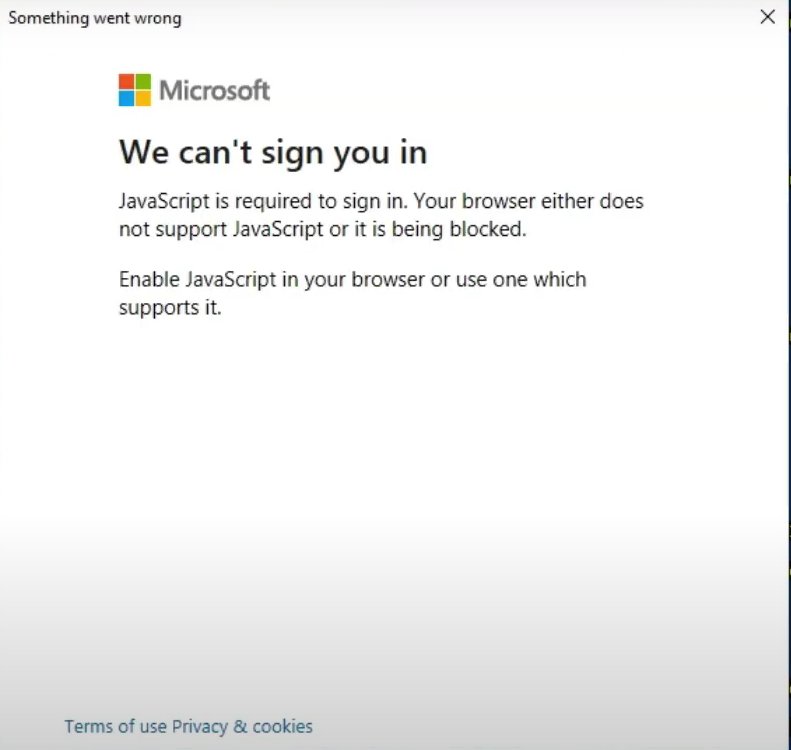 Something went wrong
Microsoft
We can't sign you in
JavaScript is required to sign in. Your browser either does
not support JavaScript or it is being blocked.
Enable JavaScript in your browser or use one which
supports it.
Terms of use Privacy & cookies